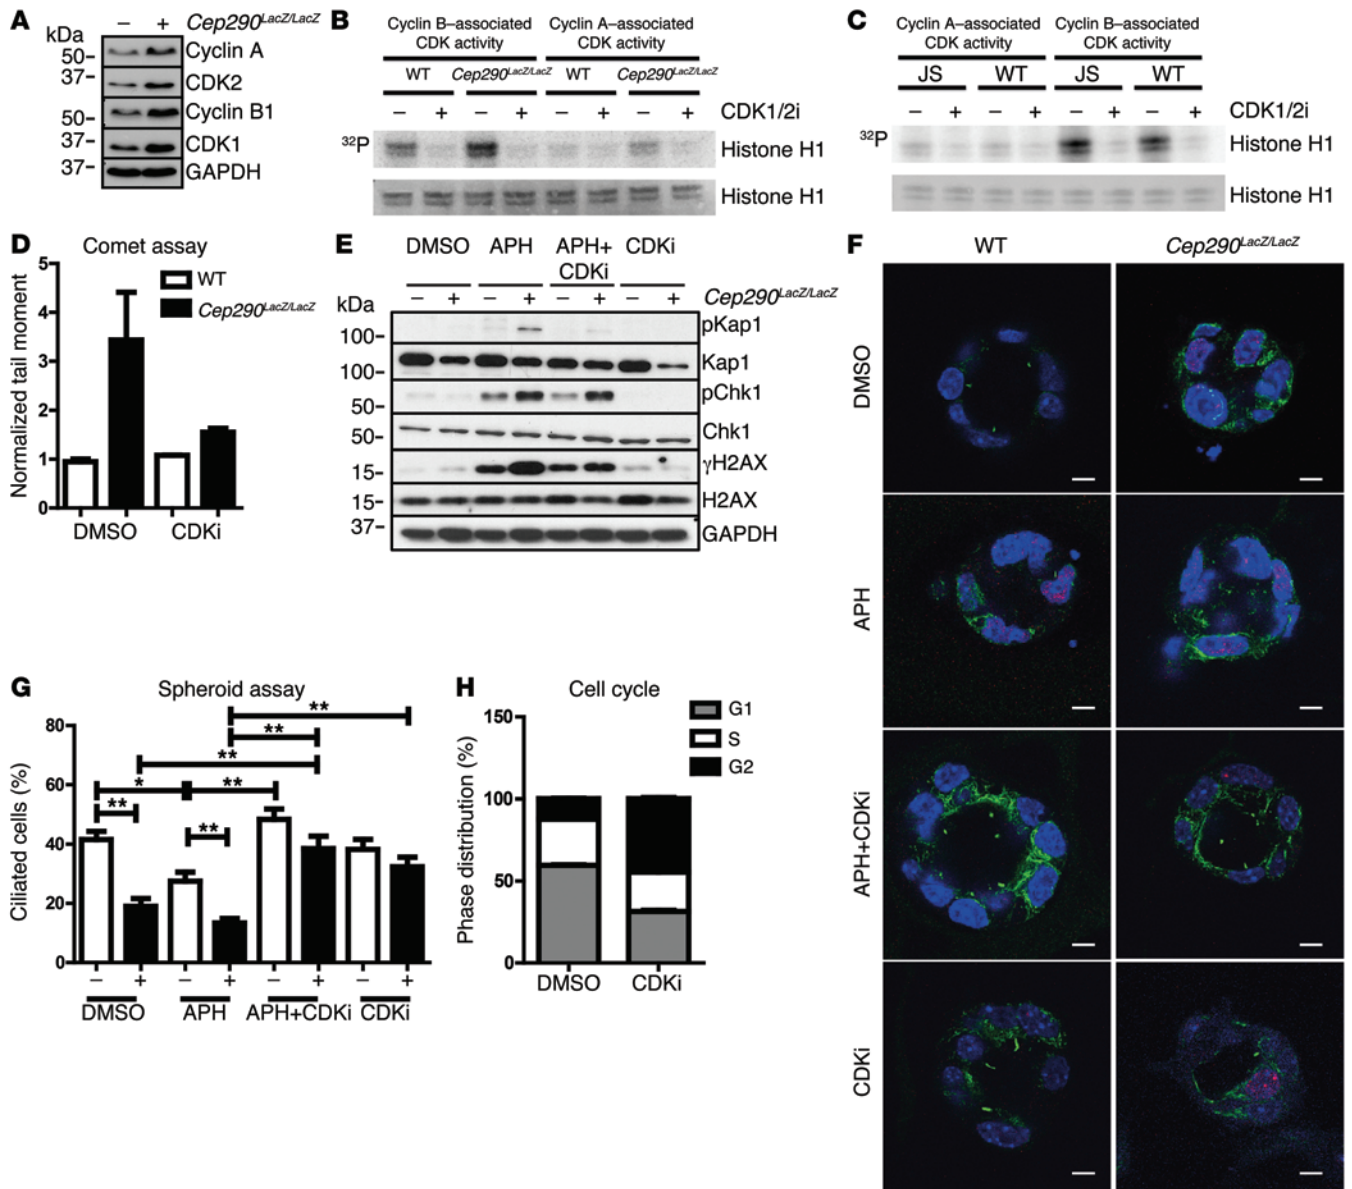 A
kDa
− + Cep290LacZ/LacZ
50– Cyclin A
37– CDK2
50– Cyclin B1
37– CDK1
37– GAPDH
B
Cyclin B–associated CDK activity
Cyclin A–associated CDK activity
WT Cep290LacZ/LacZ WT Cep290LacZ/LacZ
− + − + − + − + CDK1/2i
32P Histone H1
Histone H1
C
Cyclin A–associated CDK activity
Cyclin B–associated CDK activity
JS WT JS WT
− + − + − + − + CDK1/2i
32P Histone H1
Histone H1
D
Comet assay
Normalized tail moment
5
4
3
2
1
0
WT
Cep290LacZ/LacZ
DMSO CDKi
E
DMSO APH APH+CDKi CDKi
kDa
− + − + − + − + Cep290LacZ/LacZ
100– pKap1
100– Kap1
50– pChk1
50– Chk1
15– γH2AX
15– H2AX
37– GAPDH
F
WT Cep290LacZ/LacZ
DMSO
APH
APH+CDKi
CDKi
G
Spheroid assay
Ciliated cells (%)
80
60
40
20
0
**
**
**
* **
**
**
− + − + − + − +
DMSO APH APH+CDKi CDKi
H
Cell cycle
Phase distribution (%)
150
100
50
0
G1
S
G2
DMSO CDKi